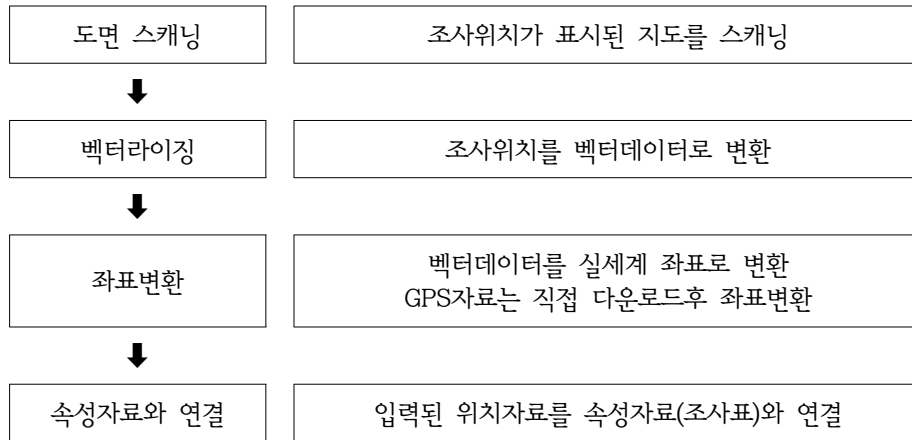 도면 스캐닝
조사위치가 표시된 지도를 스캐닝
벡터라이징
조사위치를 벡터데이터로 변환
좌표변환
벡터데이터를 실세계 좌표로 변환
GPS자료는 직접 다운로드후 좌표변환
속성자료와 연결
입력된 위치자료를 속성자료(조사표)와 연결